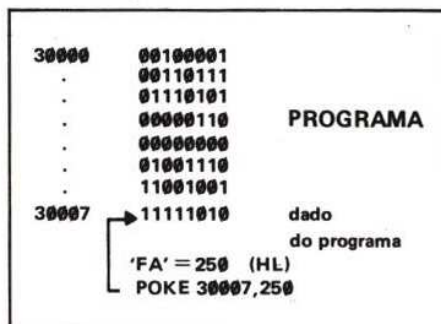 30000 00100001
. 00110111
. 01110101
. 00000110 PROGRAMA
. 00000000
. 01001110
. 11001001
30007 11111010 dado
do programa
'FA' = 250 (HL)
POKE 30007,250